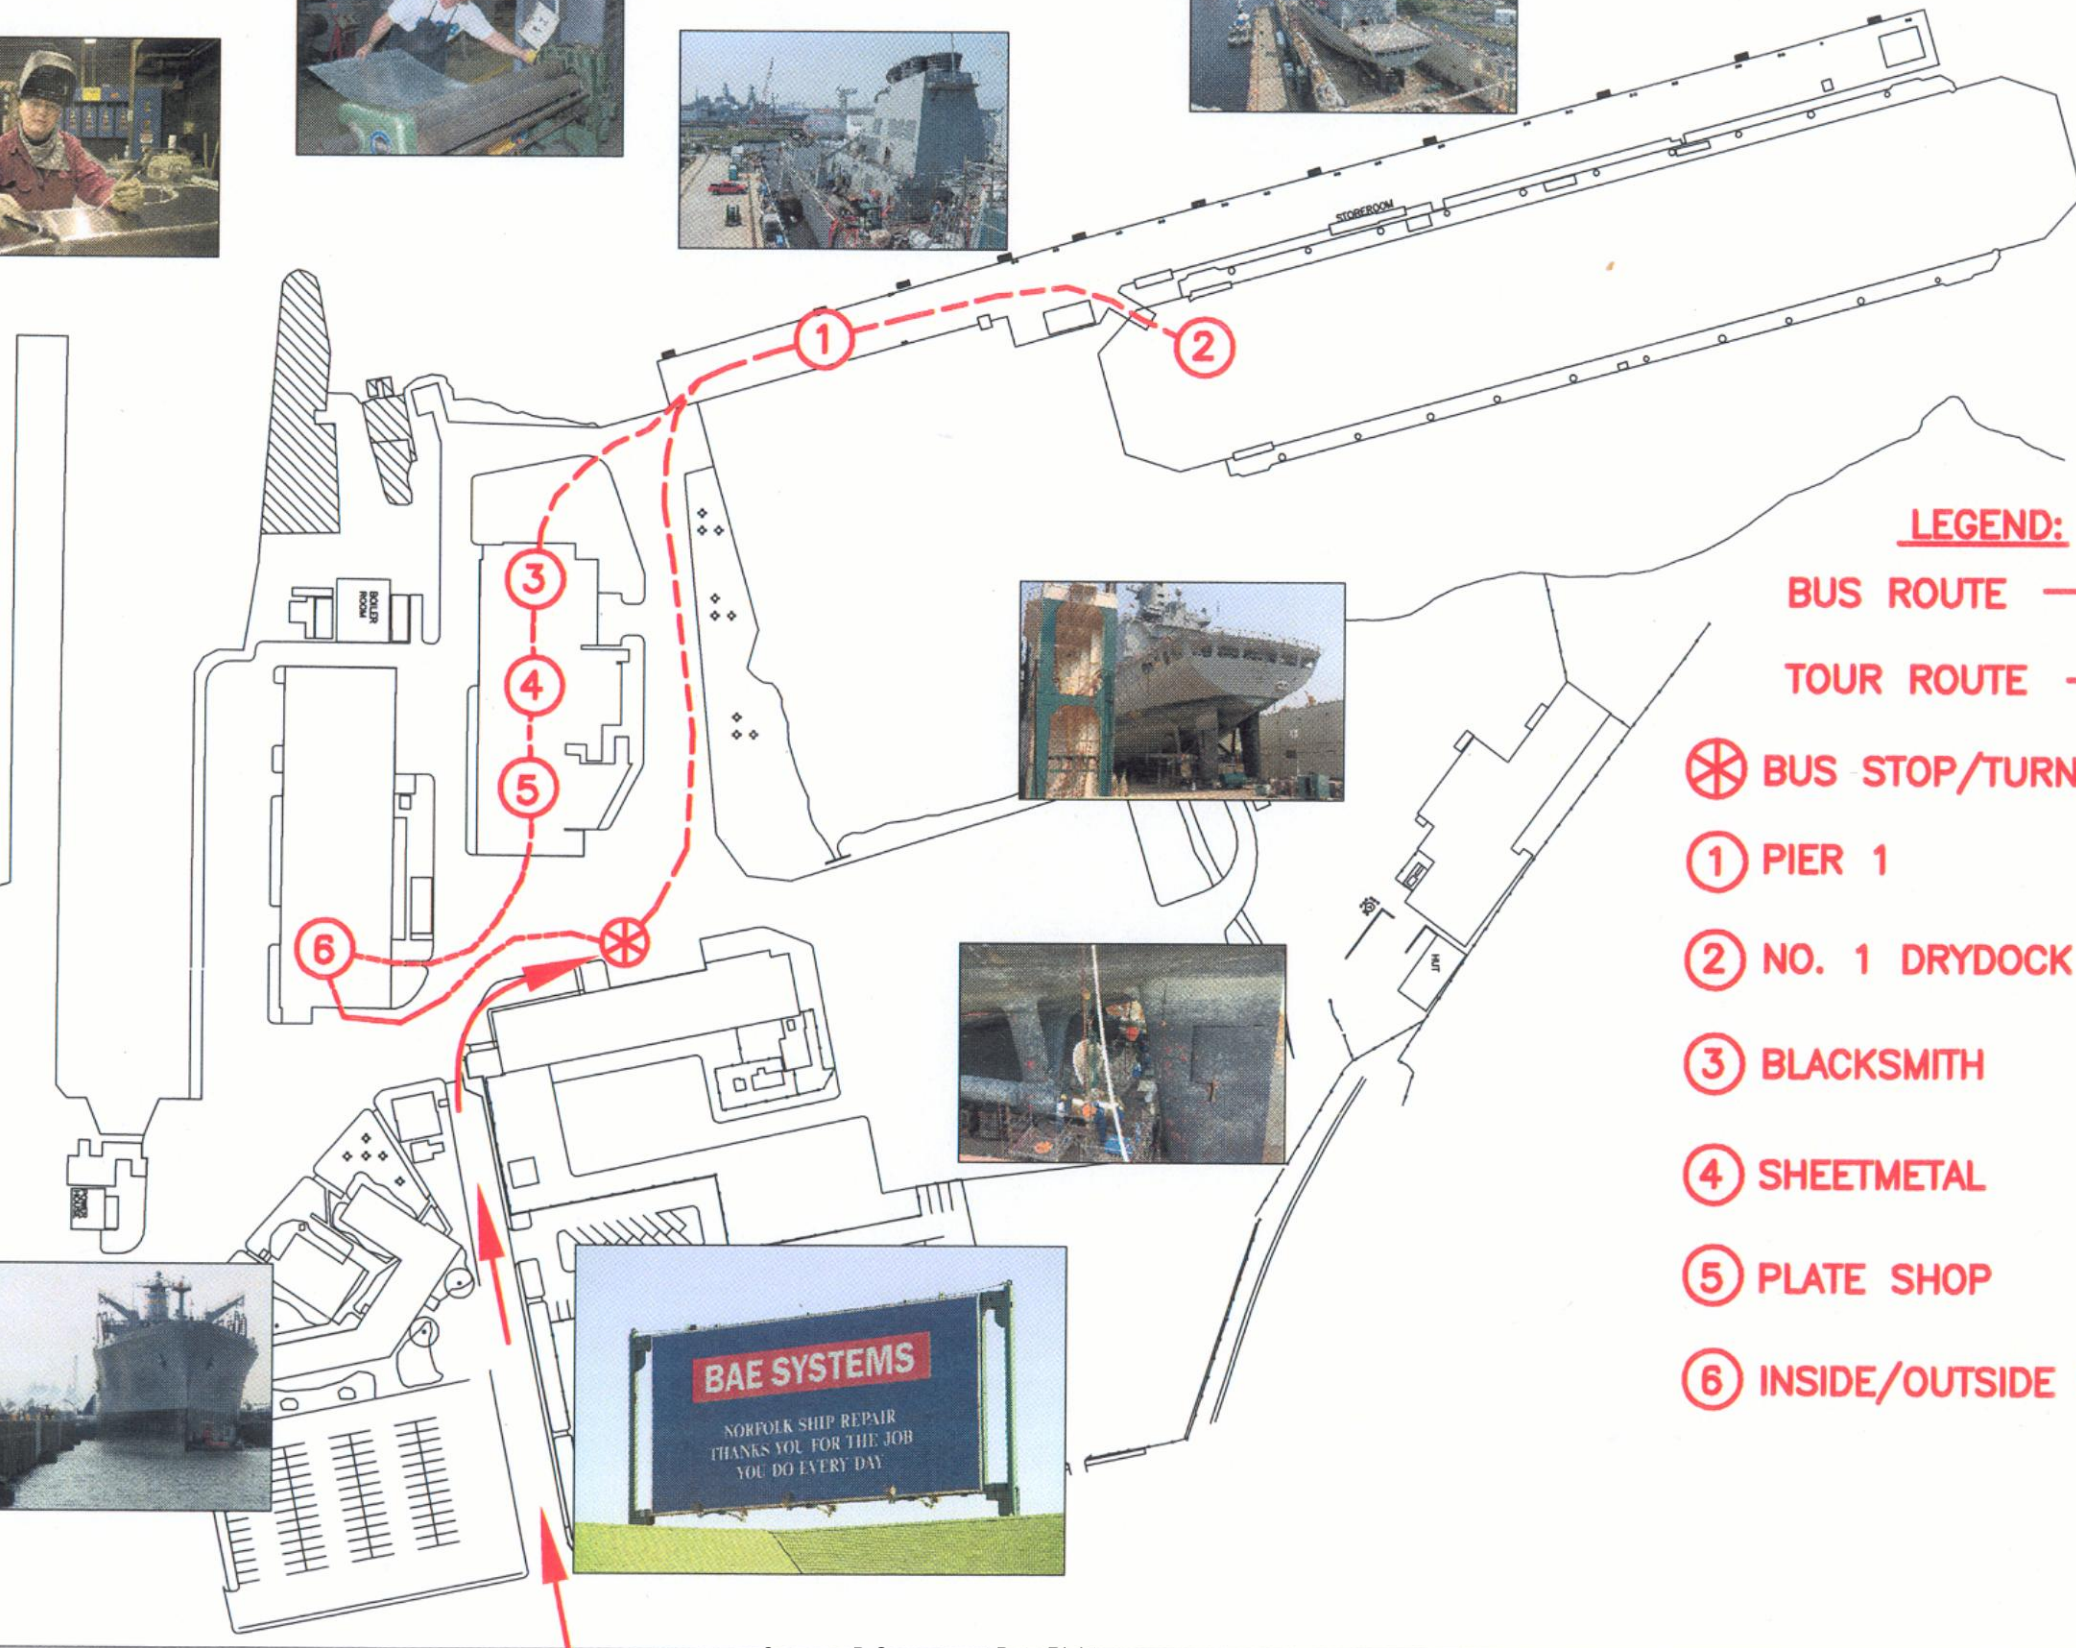 STOREROOM
1
2
3
BOILER
ROOM
4
5
6
HUT
LEGEND:
BUS ROUTE
TOUR ROUTE
BUS STOP/TURN
1 PIER 1
2 NO. 1 DRYDOCK
3 BLACKSMITH
4 SHEETMETAL
5 PLATE SHOP
6 INSIDE/OUTSIDE
BAE SYSTEMS
NORFOLK SHIP REPAIR
THANKS YOU FOR THE JOB
YOU DO EVERY DAY